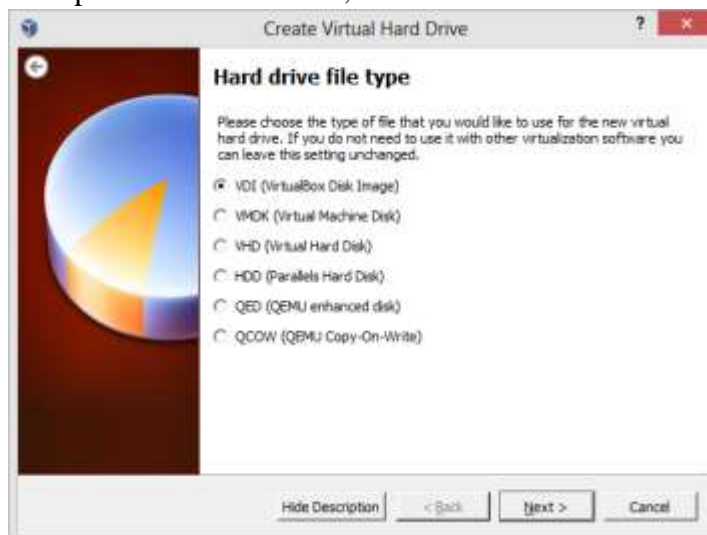 Create Virtual Hard Drive
?
Hard drive file type
Please choose the type of file that you would like to use for the new virtual
hard drive. If you do not need to use it with other virtualization software you
can leave this setting unchanged.
VDI (VirtualBox Disk Image)
VMDK (Virtual Machine Disk)
VHD (Virtual Hard Disk)
HDD (Parallels Hard Disk)
QED (QEMU enhanced disk)
QCOW (QEMU Copy-On-Write)
Hide Description < Back Next > Cancel